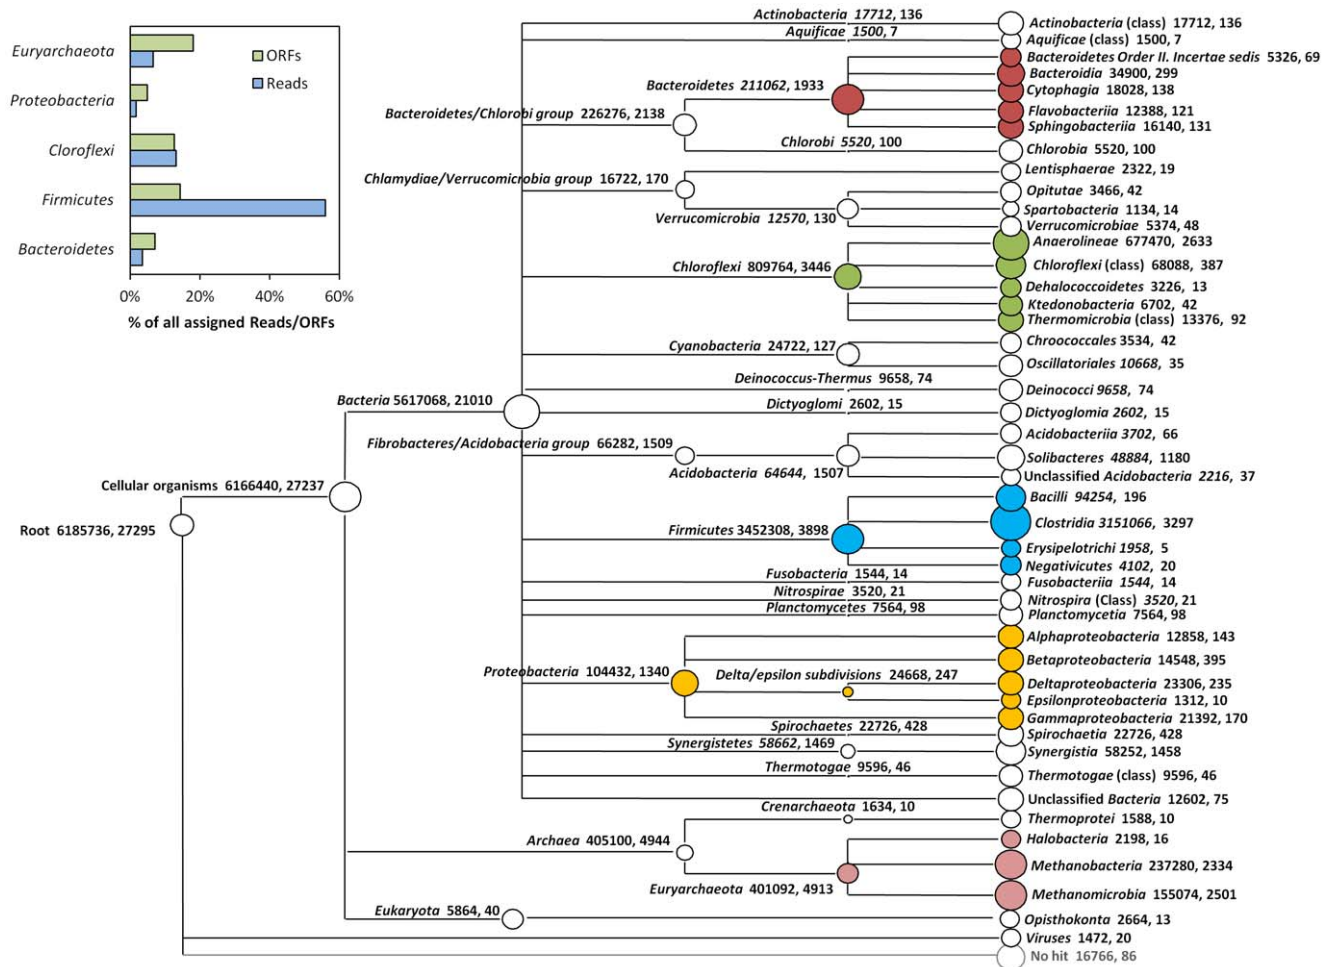 Euryarchaeota
Proteobacteria
Cloroflexi
Firmicutes
Bacteroidetes
ORFs
Reads
0% 20% 40% 60%
% of all assigned Reads/ORFs
Root 6185736, 27295
Cellular organisms 6166440, 27237
Bacteria 5617068, 21010
Archaea 405100, 4944
Eukaryota 5864, 40
Actinobacteria 17712, 136
Aquificae 1500, 7
Bacteroidetes/Chlorobi group 226276, 2138
Bacteroidetes 211062, 1933
Chlorobi 5520, 100
Chlamydiae/Verrucomicrobia group 16722, 170
Verrucomicrobia 12570, 130
Chloroflexi 809764, 3446
Cyanobacteria 24722, 127
Deinococcus-Thermus 9658, 74
Dictyoglomi 2602, 15
Fibrobacteres/Acidobacteria group 66282, 1509
Acidobacteria 64644, 1507
Firmicutes 3452308, 3898
Fusobacteria 1544, 14
Nitrospirae 3520, 21
Planctomycetes 7564, 98
Proteobacteria 104432, 1340
Delta/epsilon subdivisions 24668, 247
Spirochaetes 22726, 428
Synergistetes 58662, 1469
Thermotogae 9596, 46
Crenarchaeota 1634, 10
Euryarchaeota 401092, 4913
Actinobacteria (class) 17712, 136
Aquificae (class) 1500, 7
Bacteroidetes Order II. Incertae sedis 5326, 69
Bacteroidia 34900, 299
Cytophagia 18028, 138
Flavobacteriia 12388, 121
Sphingobacteriia 16140, 131
Chlorobia 5520, 100
Lentisphaerae 2322, 19
Opitutae 3466, 42
Spartobacteria 1134, 14
Verrucomicrobiae 5374, 48
Anaerolineae 677470, 2633
Chloroflexi (class) 68088, 387
Dehalococcoidetes 3226, 13
Ktedonobacteria 6702, 42
Thermomicrobia (class) 13376, 92
Chroococcales 3534, 42
Oscillatoriales 10668, 35
Deinococci 9658, 74
Dictyoglomia 2602, 15
Acidobacteriia 3702, 66
Solibacteres 48884, 1180
Unclassified Acidobacteria 2216, 37
Bacilli 94254, 196
Clostridia 3151066, 3297
Erysipelotrichi 1958, 5
Negativicutes 4102, 20
Fusobacteriia 1544, 14
Nitrospira (Class) 3520, 21
Planctomycetia 7564, 98
Alphaproteobacteria 12858, 143
Betaproteobacteria 14548, 395
Deltaproteobacteria 23306, 235
Epsilonproteobacteria 1312, 10
Gammaproteobacteria 21392, 170
Spirochaetia 22726, 428
Synergistia 58252, 1458
Thermotogae (class) 9596, 46
Unclassified Bacteria 12602, 75
Thermoprotei 1588, 10
Halobacteria 2198, 16
Methanobacteria 237280, 2334
Methanomicrobia 155074, 2501
Opisthokonta 2664, 13
Viruses 1472, 20
No hit 16766, 86